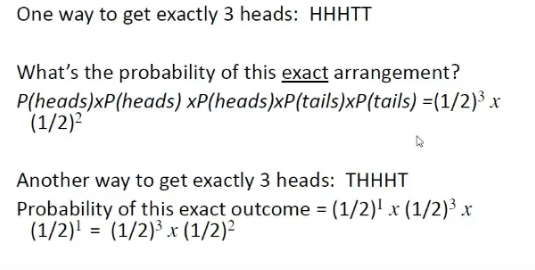 One way to get exactly 3 heads: HHHTT
What's the probability of this exact arrangement?
P(heads)xP(heads) xP(heads)xP(tails)xP(tails) =(1/2)³ x
(1/2)²
Another way to get exactly 3 heads: THHHT
Probability of this exact outcome = (1/2)¹ x (1/2)³ x
(1/2)¹ = (1/2)³ x (1/2)²